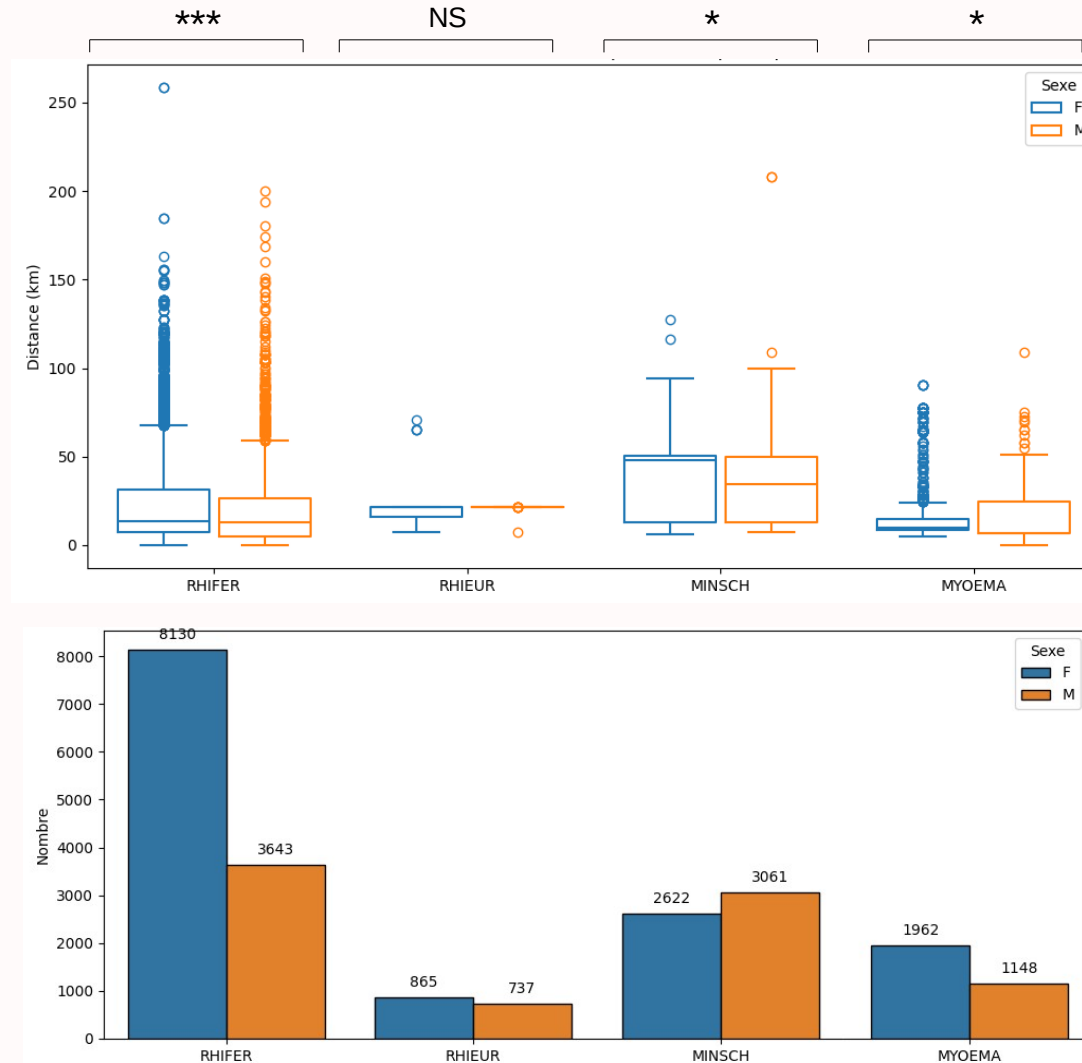 *** NS * *
Sexe
F
250
200
150
100
50
0
Distance (km)
RHIFER RHIEUR MINSCH MYOEMA
8130
Sexe
F
M
8000
7000
6000
5000
4000
3000
2000
1000
0
Nombre
3643
865
737
2622
3061
1962
1148
RHIFER RHIEUR MINSCH MYOEMA